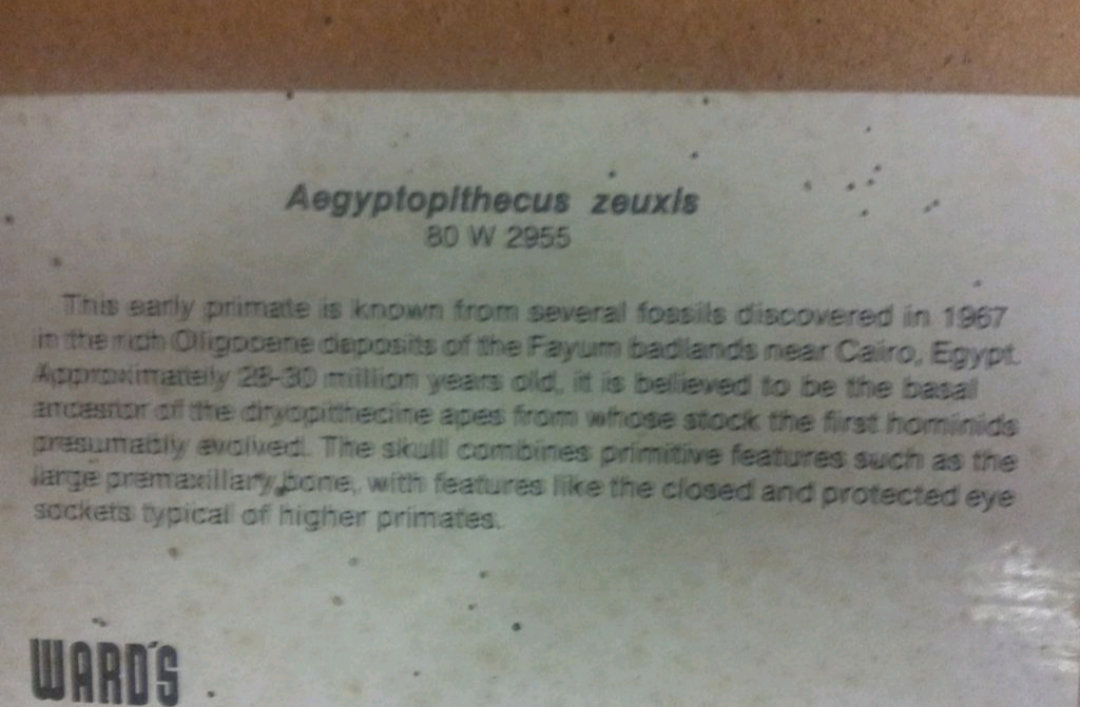 Aegyptopithecus zeuxis
80 W 2955
This early primate is known from several fossils discovered in 1967
in the rich Oligocene deposits of the Fayum badlands near Cairo, Egypt.
Approximately 28-30 million years old, it is believed to be the basal
ancestor of the dryopithecine apes from whose stock the first hominids
presumably evolved. The skull combines primitive features such as the
large premaxillary bone, with features like the closed and protected eye
sockets typical of higher primates.
WARD'S